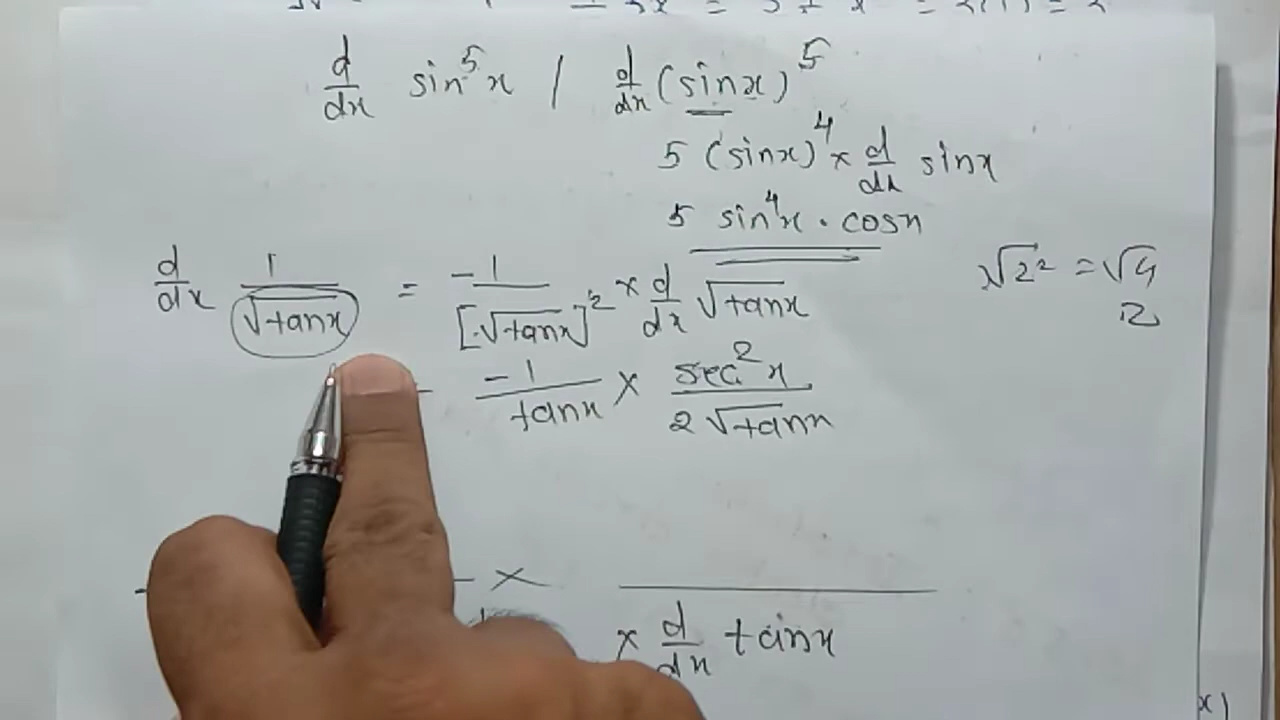 d/dx sin⁵x / d/dx (sinx)⁵
5 (sinx)⁴ × d/dx sinx
5 sin⁴x · cosx
d/dx 1/√tanx = -1/[√tanx]² × d/dx √tanx
√2² = √4
2
-1/tanx × sec²x/2√tanx
×
× d/dx tanx
x)